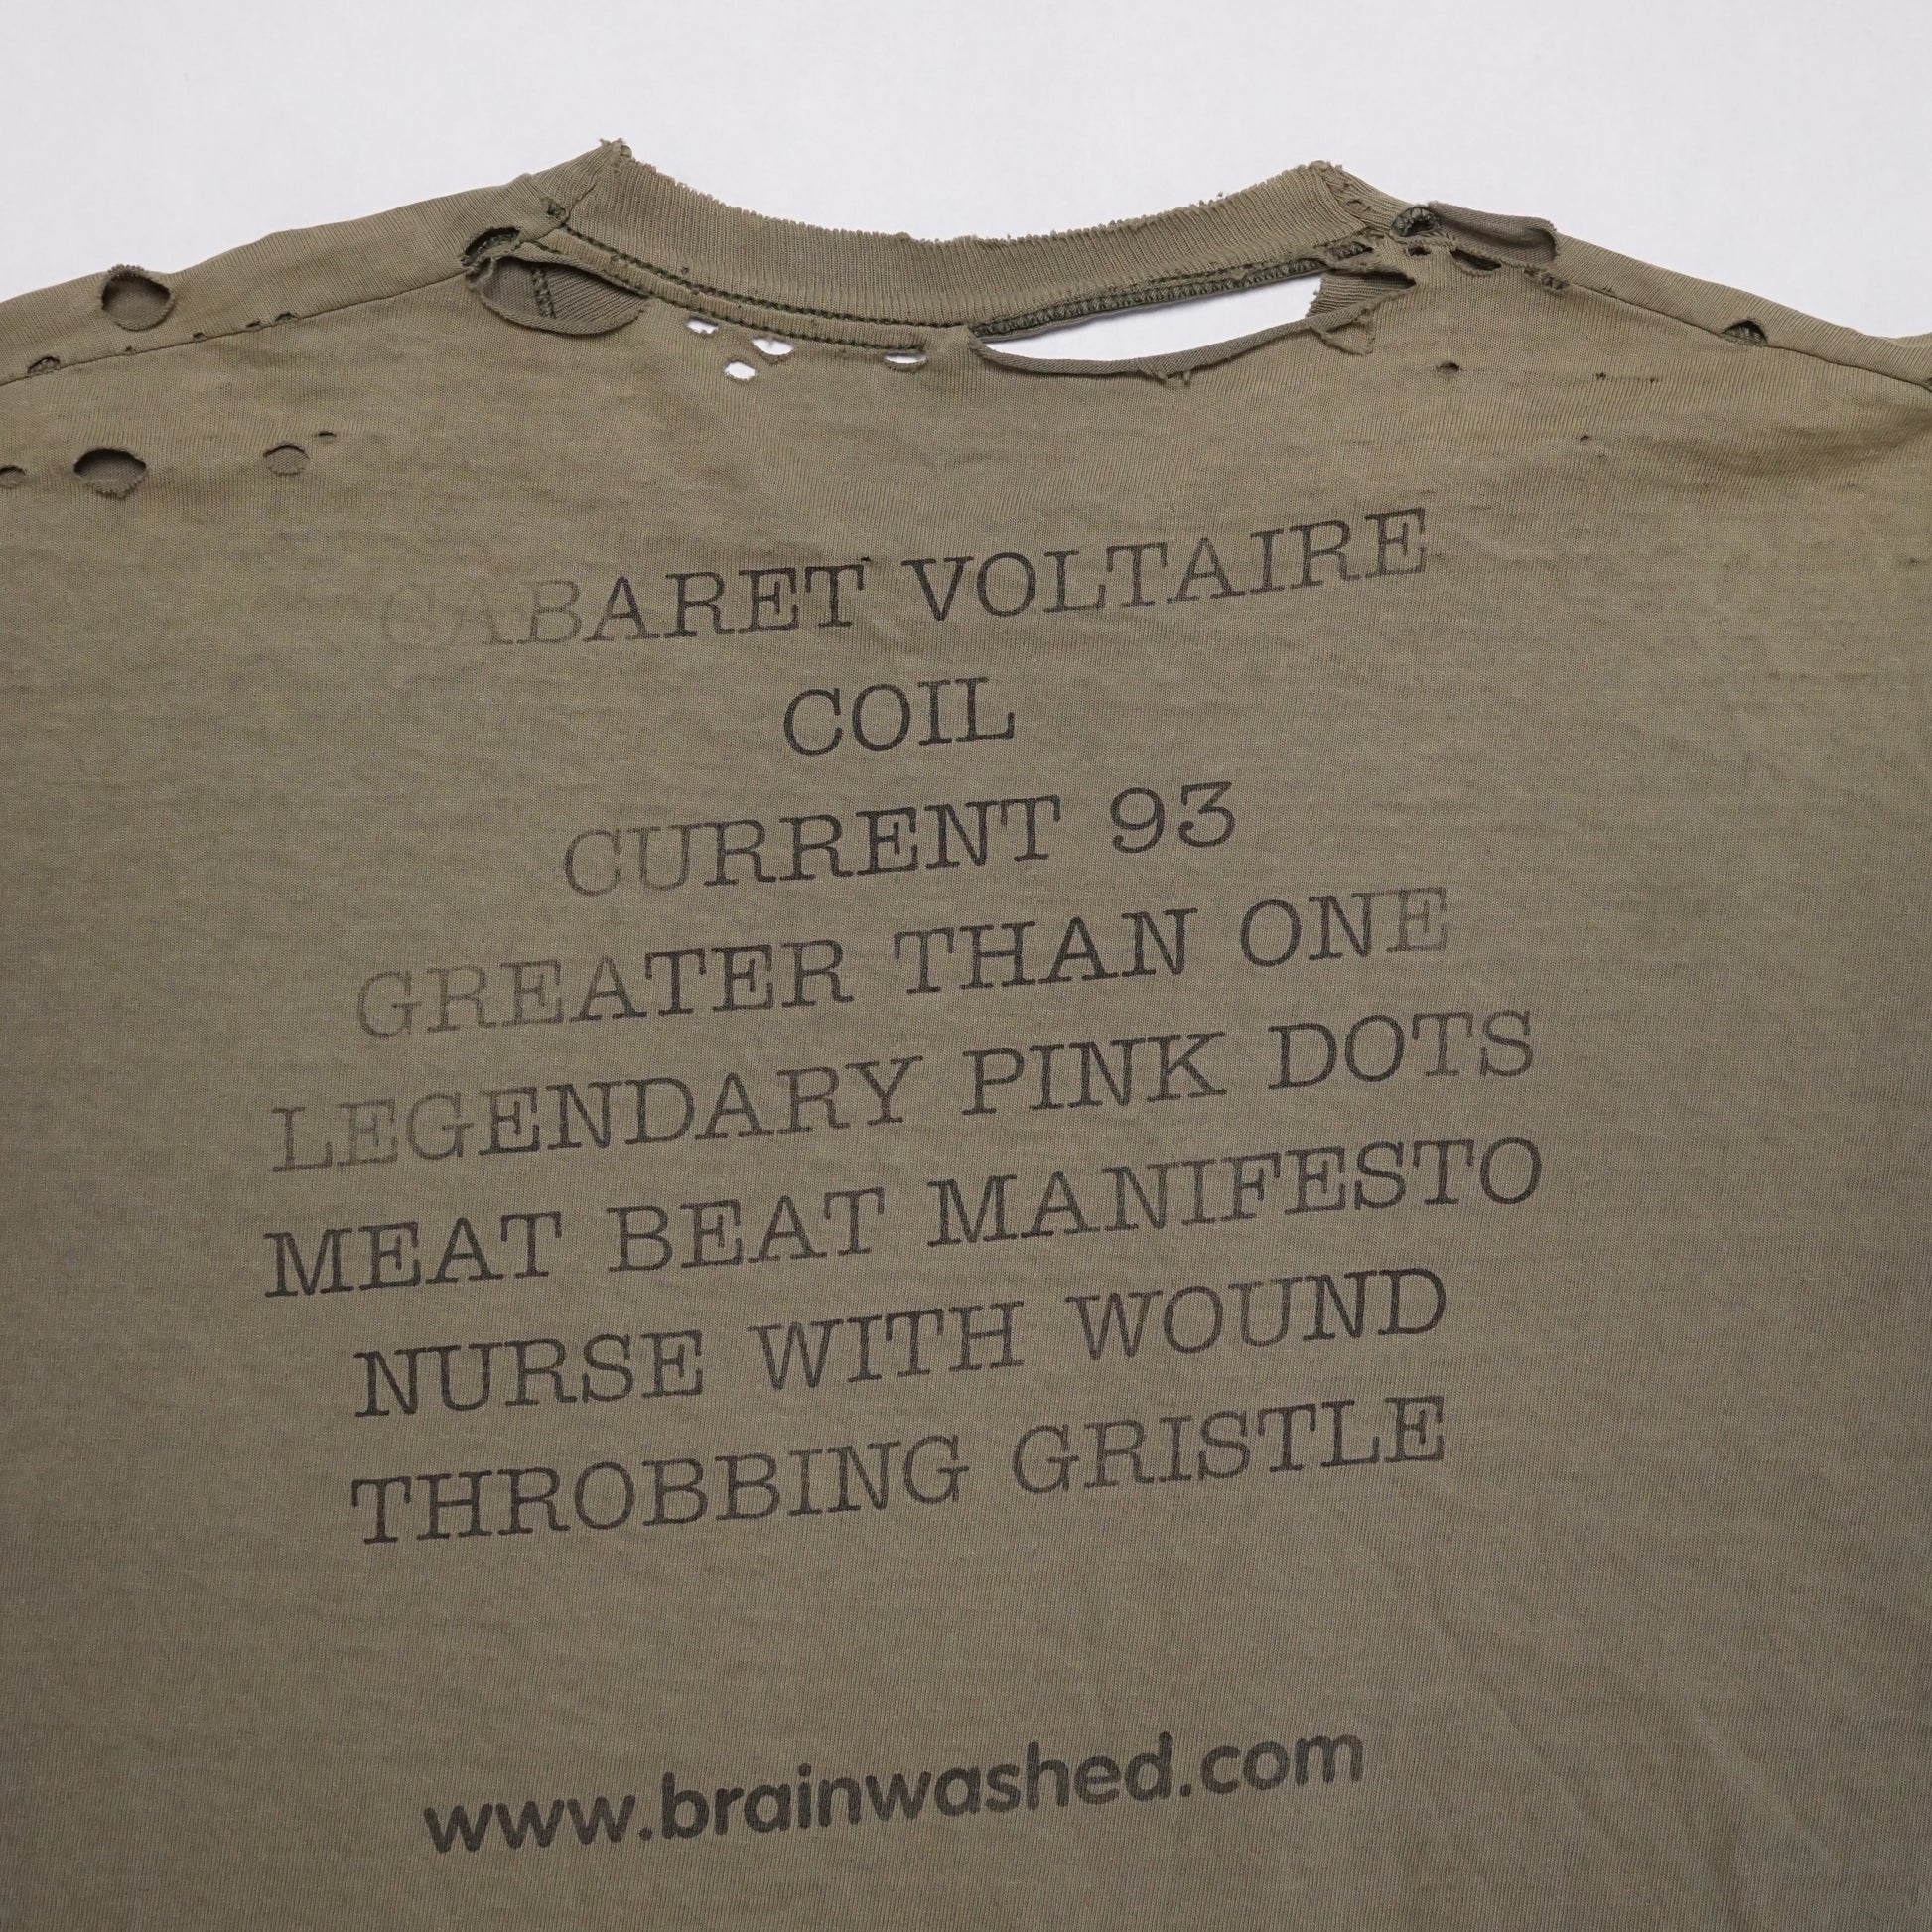 CABARET VOLTAIRE
COIL
CURRENT 93
GREATER THAN ONE
LEGENDARY PINK DOTS
MEAT BEAT MANIFESTO
NURSE WITH WOUND
THROBBING GRISTLE
www.brainwashed.com